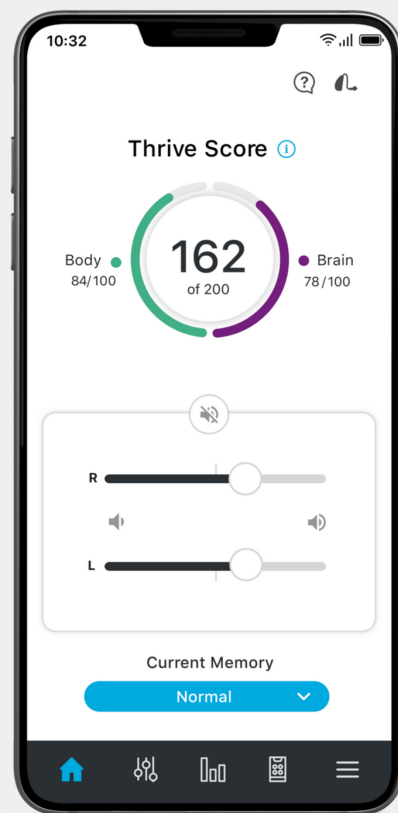 10:32
Thrive Score
162
of 200
Body
84/100
Brain
78/100
R
L
Current Memory
Normal